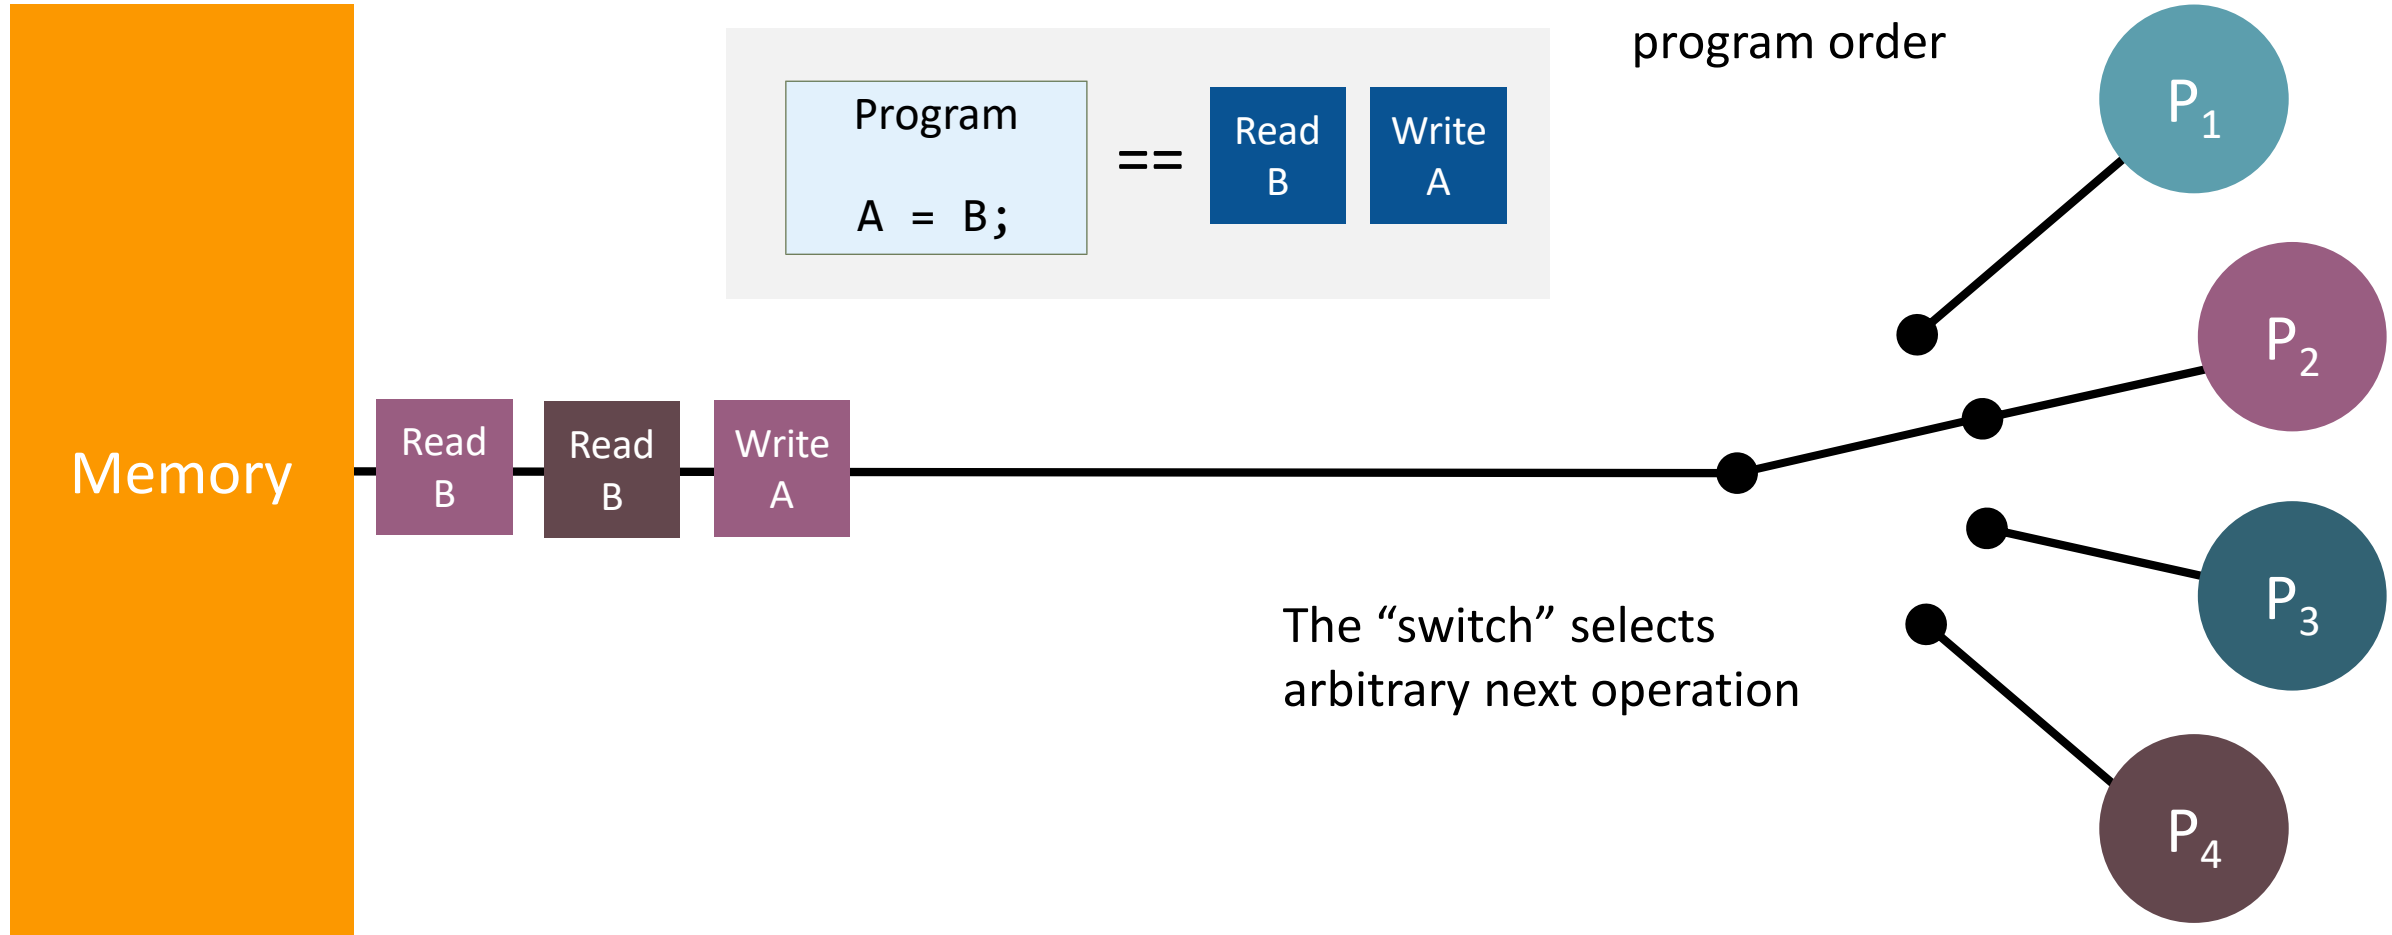 program order
Program
A = B;
==
Read
B
Write
A
P1
P2
Memory
Read
B
Read
B
Write
A
The “switch” selects
arbitrary next operation
P3
P4